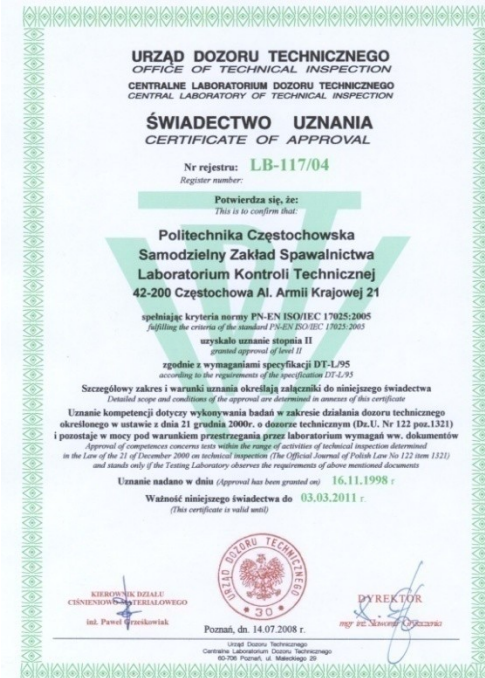 URZĄD DOZORU TECHNICZNEGO
OFFICE OF TECHNICAL INSPECTION
CENTRALNE LABORATORIUM DOZORU TECHNICZNEGO
CENTRAL LABORATORY OF TECHNICAL INSPECTION
ŚWIADECTWO UZNANIA
CERTIFICATE OF APPROVAL
Nr rejestru: LB-117/04
Register number:
Potwierdza się, że:
This is to confirm that:
Politechnika Częstochowska
Samodzielny Zakład Spawalnictwa
Laboratorium Kontroli Technicznej
42-200 Częstochowa Al. Armii Krajowej 21
spełniając kryteria normy PN-EN ISO/IEC 17025:2005
fulfilling the criteria of the standard PN-EN ISO/IEC 17025:2005
uzyskało uznanie stopnia II
granted approval of level II
zgodnie z wymaganiami specyfikacji DT-L/95
according to the requirements of the specification DT-L/95
Szczegółowy zakres i warunki uznania określają załączniki do niniejszego świadectwa
Detailed scope and conditions of the approval are determined in annexes of this certificate
Uznanie kompetencji dotyczy wykonywania badań w zakresie działania dozoru technicznego
określonego w ustawie z dnia 21 grudnia 2000r. o dozorze technicznym (Dz.U. Nr 122 poz.1321)
i pozostaje w mocy pod warunkiem przestrzegania przez laboratorium wymagań ww. dokumentów
Approval of competences concerns tests within the range of activities of technical inspection determined
in the Law of the 21 of December 2000 on technical inspection (The Official Journal of Polish Law No 122 item 1321)
and stands only if the Testing Laboratory observes the requirements of above mentioned documents
Uznanie nadano w dniu (Approval has been granted on) 16.11.1998 r
Ważność niniejszego świadectwa do 03.03.2011 r.
(This certificate is valid until)
URZĄD DOZORU TECHNICZNEGO
30
KIEROWNIK DZIAŁU
CIŚNIENIOWO-MATERIAŁOWEGO
inż. Paweł Grześkowiak
DYREKTOR
mgr inż. Sławomir
Poznań, dn. 14.07.2008 r.
Urząd Dozoru Technicznego
Centralne Laboratorium Dozoru Technicznego
60-706 Poznań, ul. Małeckiego 29